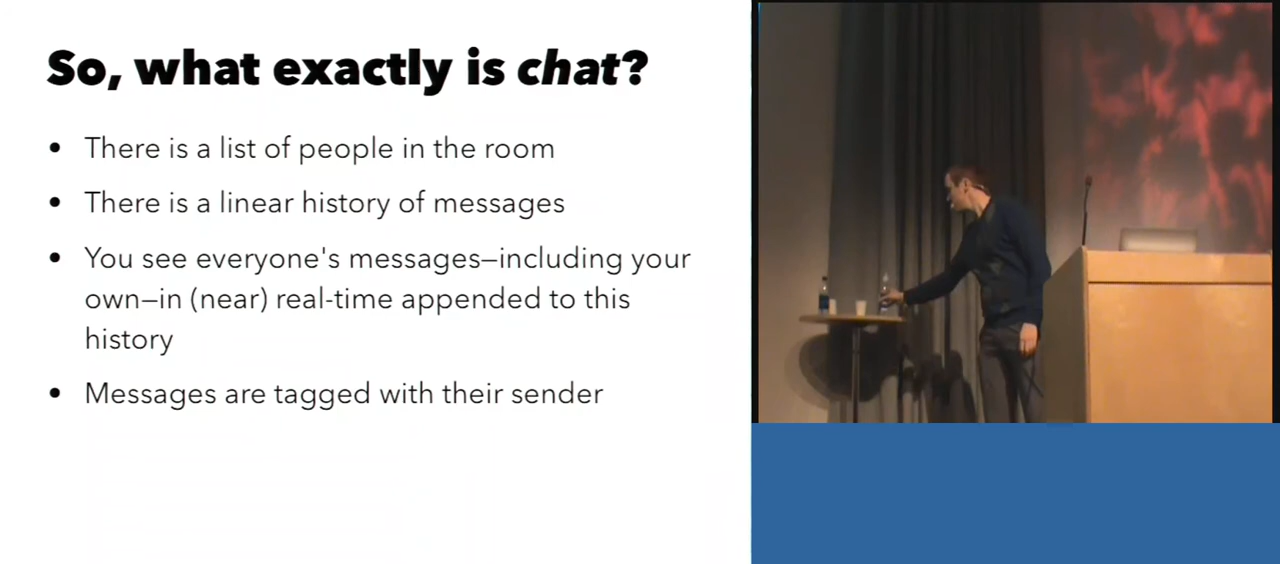 So, what exactly is chat?
• There is a list of people in the room
• There is a linear history of messages
• You see everyone's messages—including your
own—in (near) real-time appended to this
history
• Messages are tagged with their sender